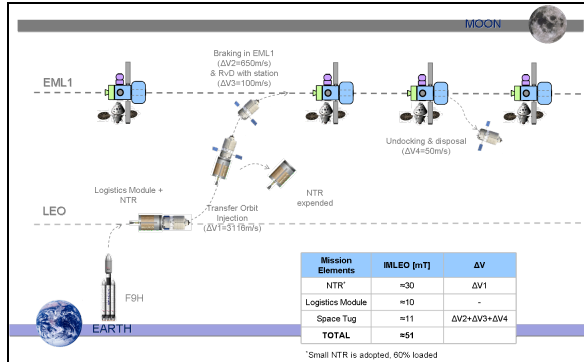 MOON
Braking in EML1
(ΔV2=650m/s)
& RvD with station
(ΔV3=100m/s)
EML1
Undocking & disposal
(ΔV4=50m/s)
Logistics Module +
NTR
NTR
expended
Transfer Orbit
Injection
(ΔV1=3116m/s)
LEO
F9H
EARTH
Mission Elements IMLEO [mT] ΔV
NTR* ≈30 ΔV1
Logistics Module ≈10 -
Space Tug ≈11 ΔV2+ΔV3+ΔV4
TOTAL ≈51
*Small NTR is adopted, 60% loaded